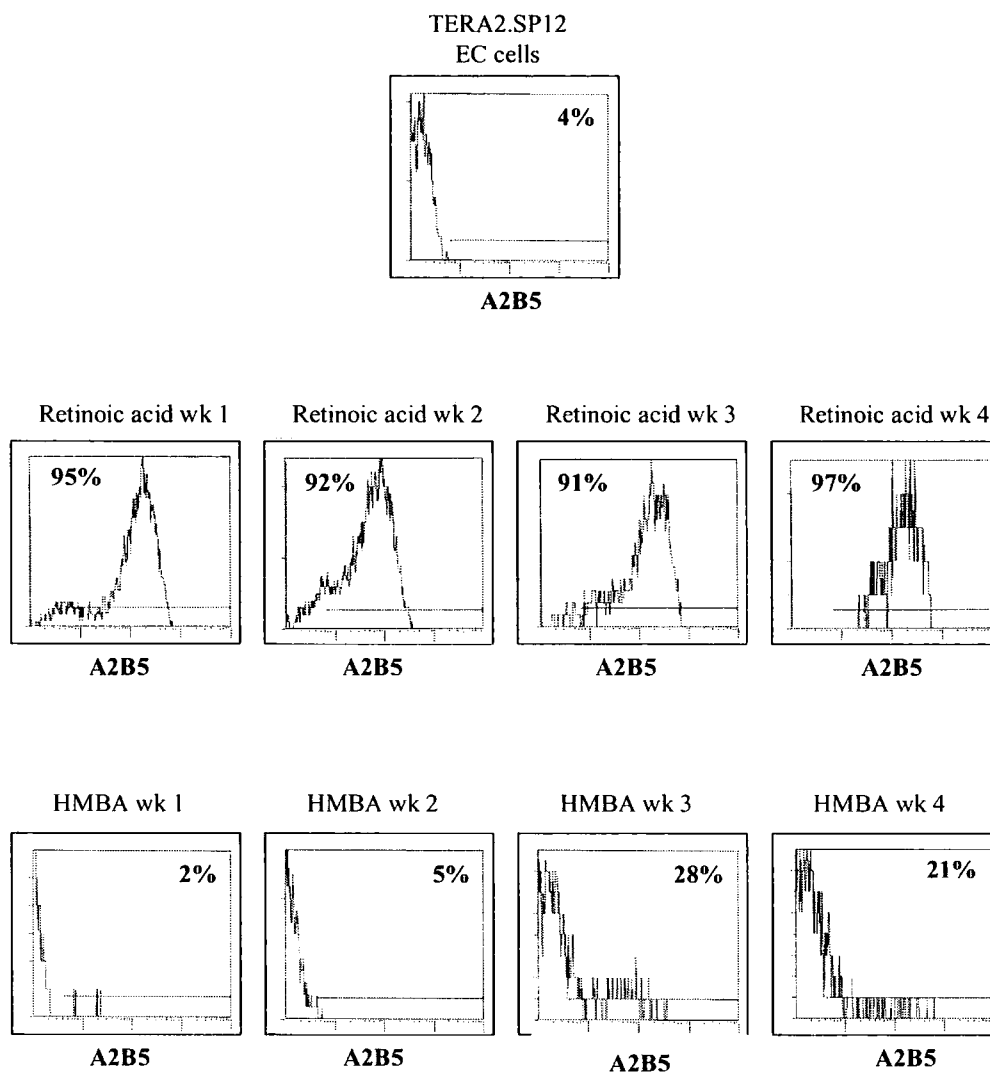 TERA2.SP12
EC cells
4%
A2B5
Retinoic acid wk 1
Retinoic acid wk 2
Retinoic acid wk 3
Retinoic acid wk 4
95%
92%
91%
97%
A2B5
A2B5
A2B5
A2B5
HMBA wk 1
HMBA wk 2
HMBA wk 3
HMBA wk 4
2%
5%
28%
21%
A2B5
A2B5
A2B5
A2B5